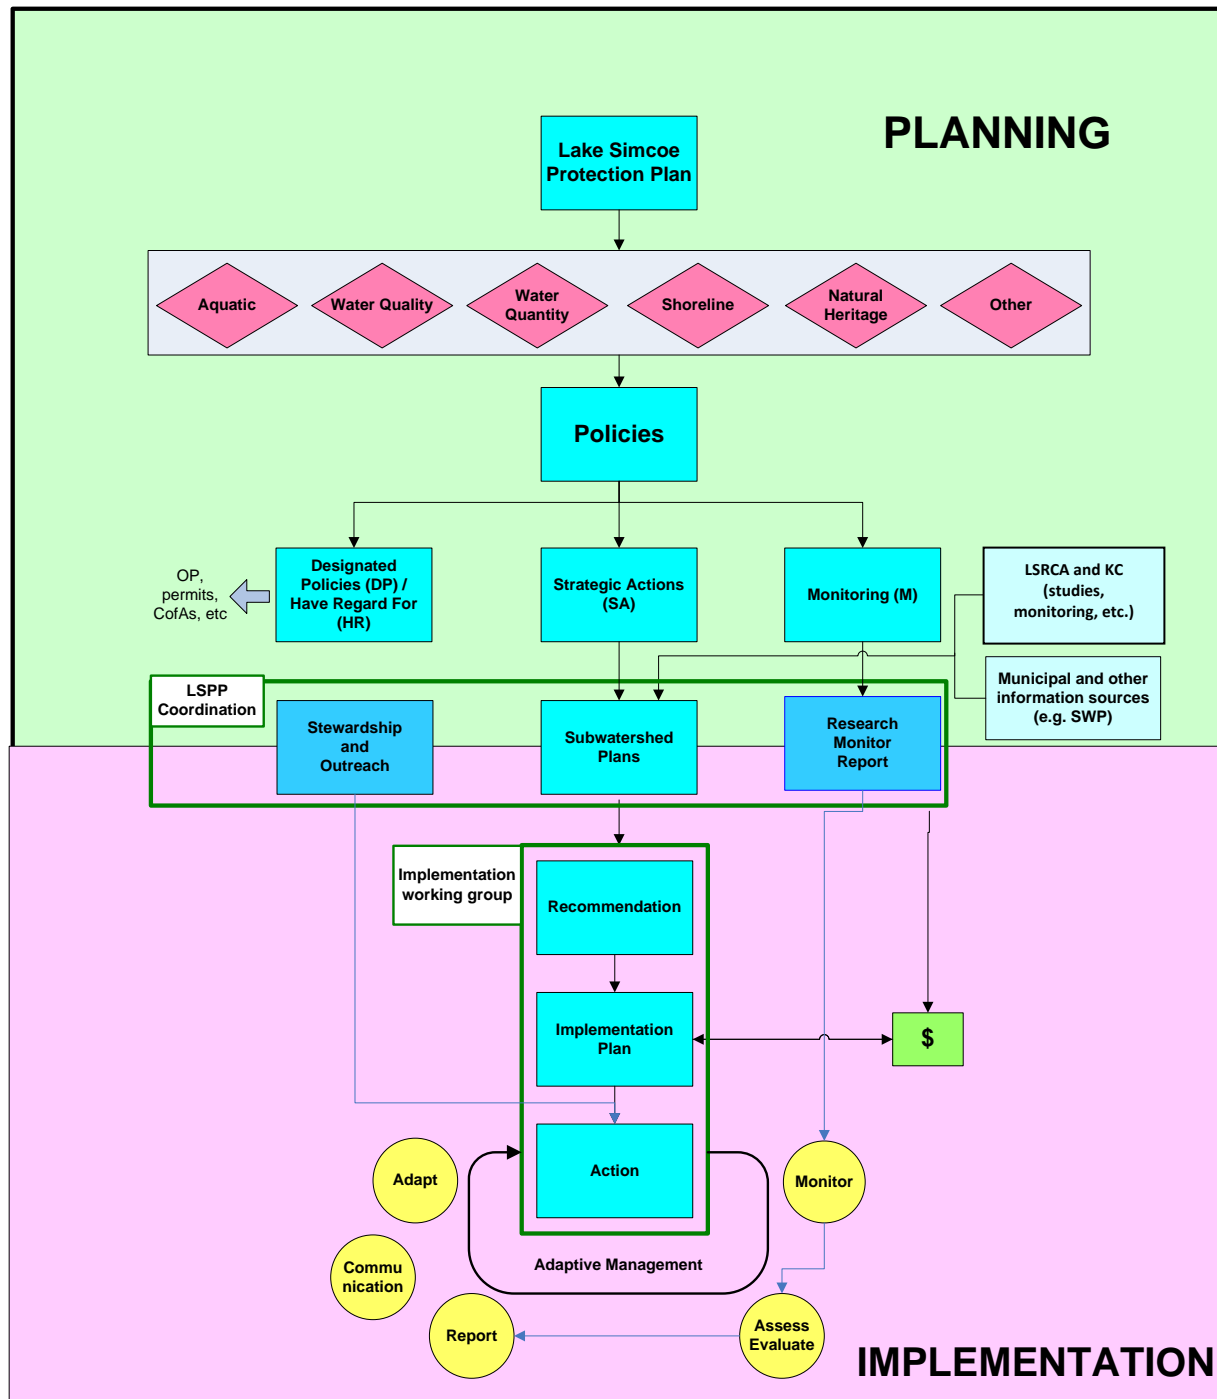 PLANNING
Lake Simcoe
Protection Plan
Aquatic
Water Quality
Water
Quantity
Shoreline
Natural
Heritage
Other
Policies
OP,
permits,
CofAs, etc
Designated
Policies (DP) /
Have Regard For
(HR)
Strategic Actions
(SA)
Monitoring (M)
LSRCA and KC
(studies,
monitoring, etc.)
Municipal and other
information sources
(e.g. SWP)
LSPP
Coordination
Stewardship
and
Outreach
Subwatershed
Plans
Research
Monitor
Report
Implementation
working group
Recommendation
Implementation
Plan
$
Action
Adapt
Monitor
Adaptive Management
Commu
nication
Report
Assess
Evaluate
IMPLEMENTATION